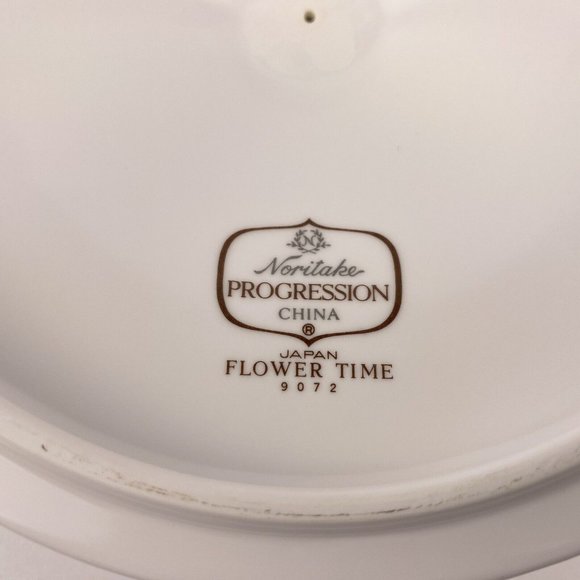 N
Noritake
PROGRESSION
CHINA
®
JAPAN
FLOWER TIME
9072